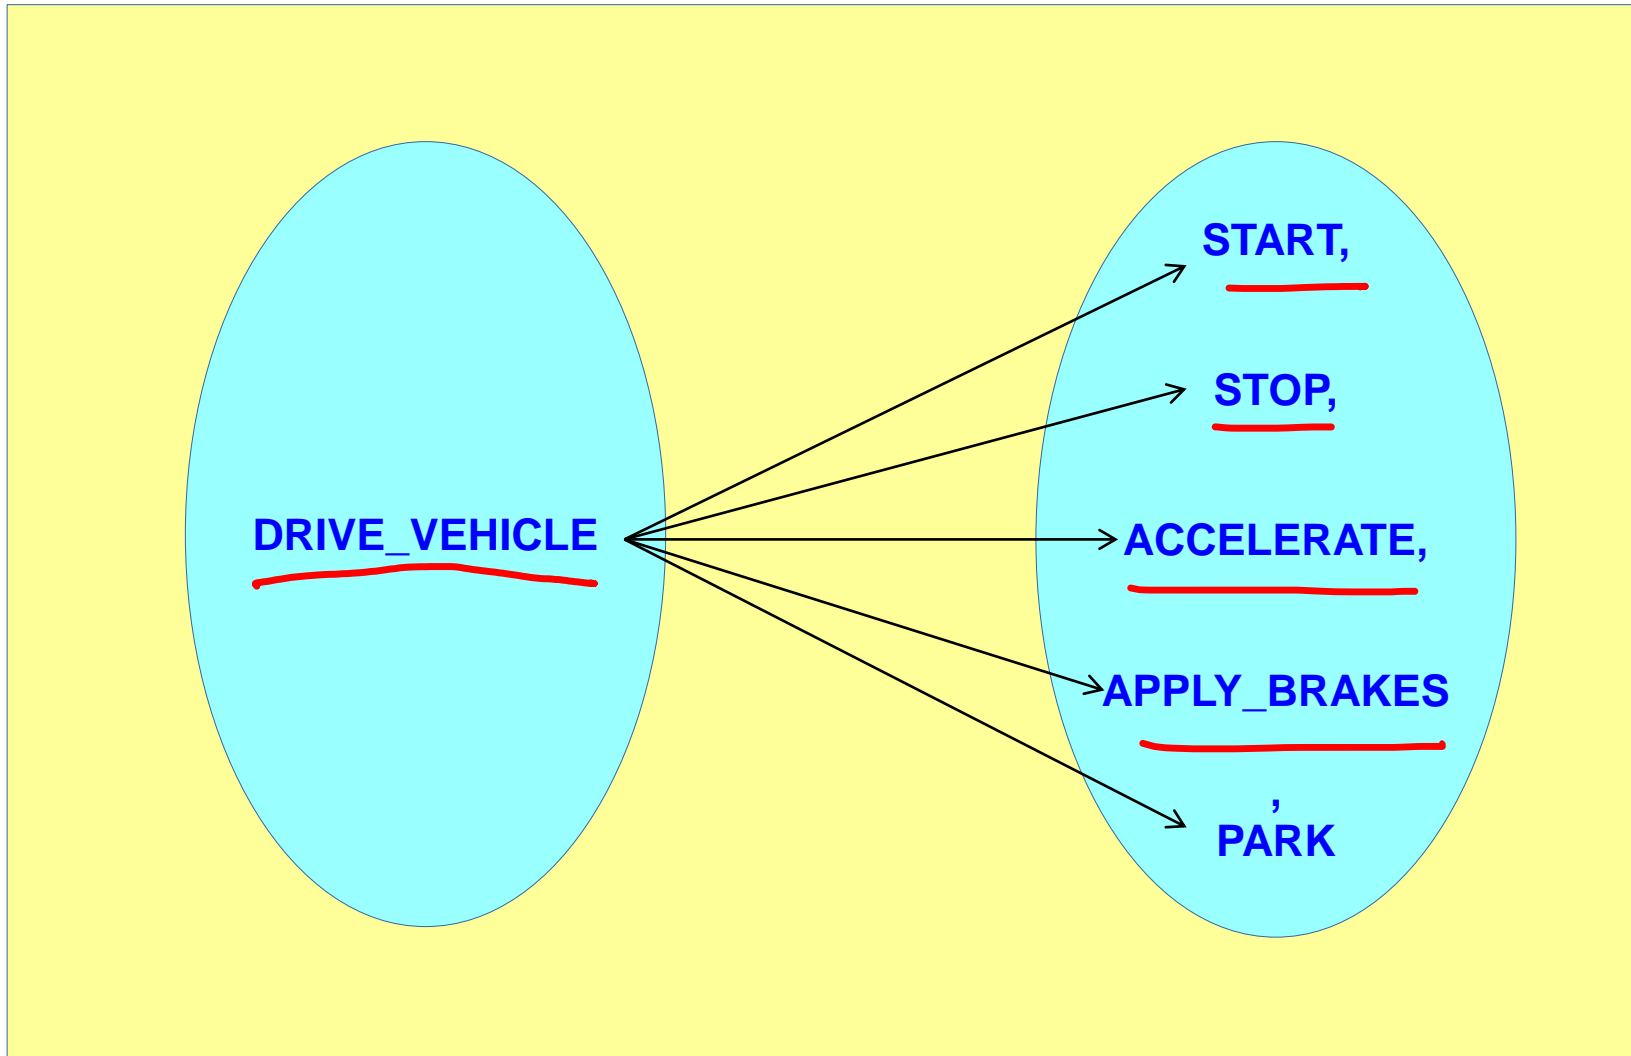 START,
STOP,
DRIVE_VEHICLE
ACCELERATE,
APPLY_BRAKES
,
PARK